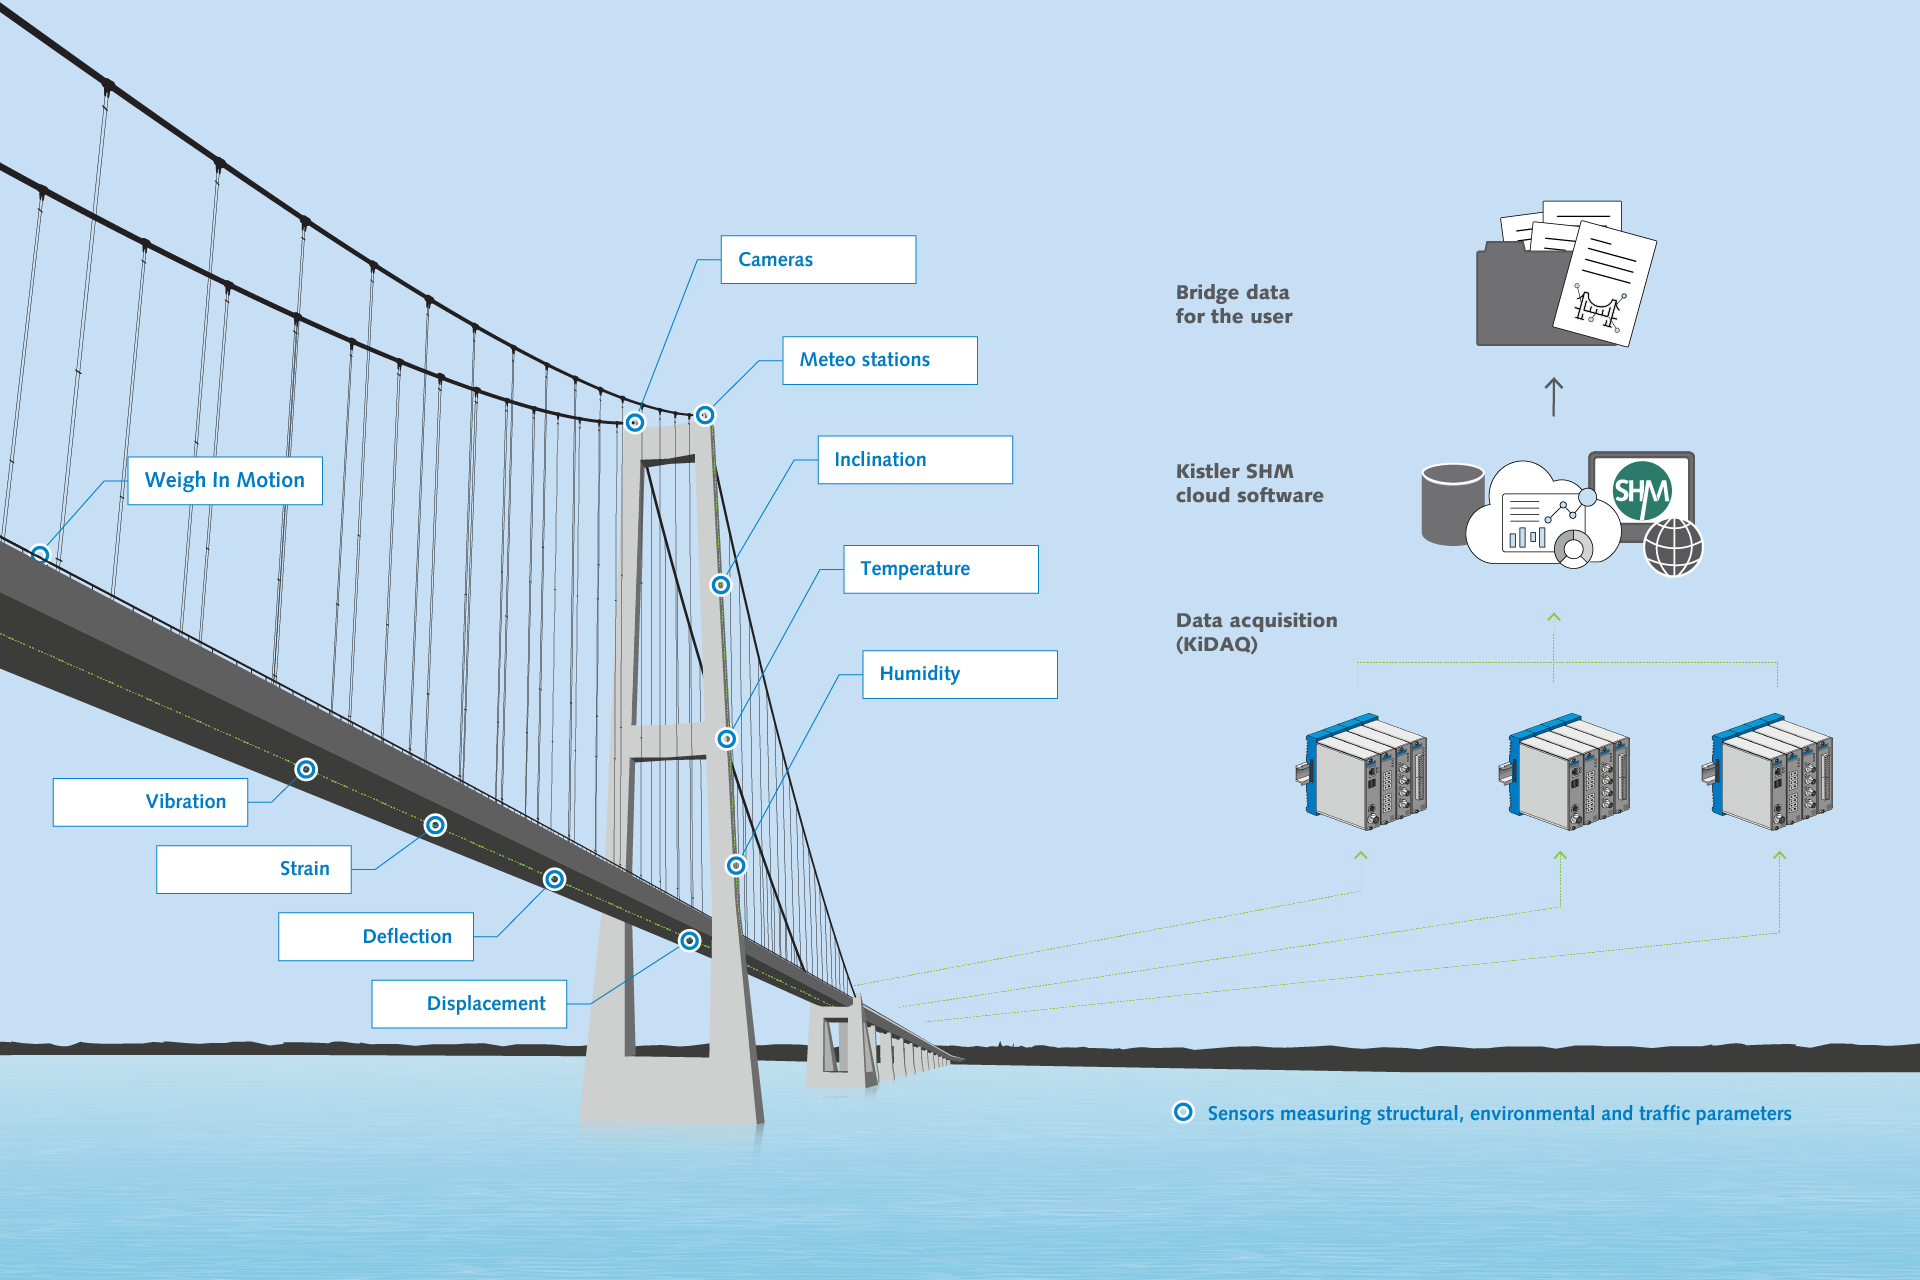 Cameras
Meteo stations
Inclination
Weigh In Motion
Temperature
Humidity
Vibration
Strain
Deflection
Displacement
Bridge data
for the user
Kistler SHM
cloud software
SHM
Data acquisition
(KiDAQ)
Sensors measuring structural, environmental and traffic parameters